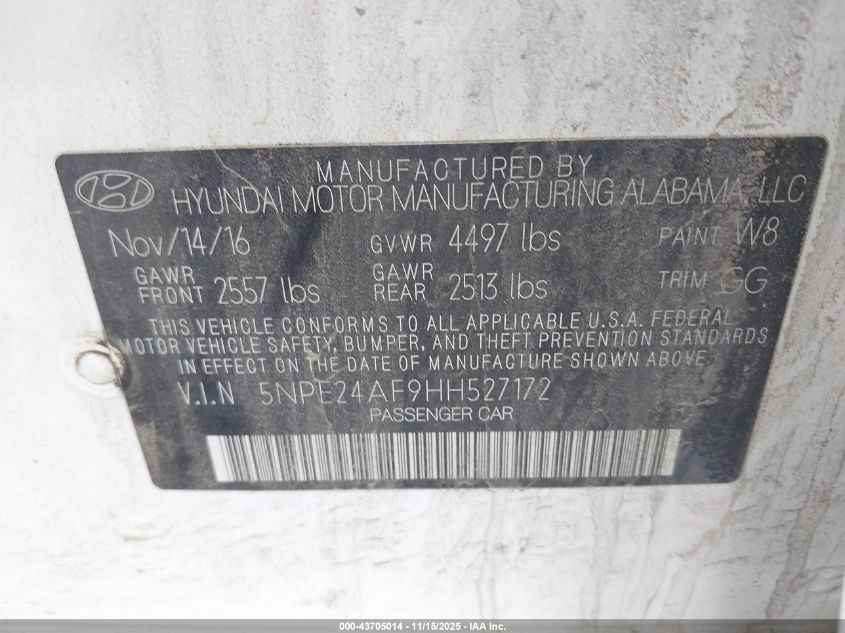 MANUFACTURED BY
HYUNDAI MOTOR MANUFACTURING ALABAMA, LLC
Nov/14/16 GVWR 4497 lbs PAINT W8
GAWR FRONT 2557 lbs GAWR REAR 2513 lbs TRIM GG
THIS VEHICLE CONFORMS TO ALL APPLICABLE U.S.A. FEDERAL
MOTOR VEHICLE SAFETY, BUMPER, AND THEFT PREVENTION STANDARDS
IN EFFECT ON THE DATE OF MANUFACTURE SHOWN ABOVE.
V.I.N 5NPE24AF9HH527172
PASSENGER CAR
000-43705014 - 11/15/2025 - IAA Inc.